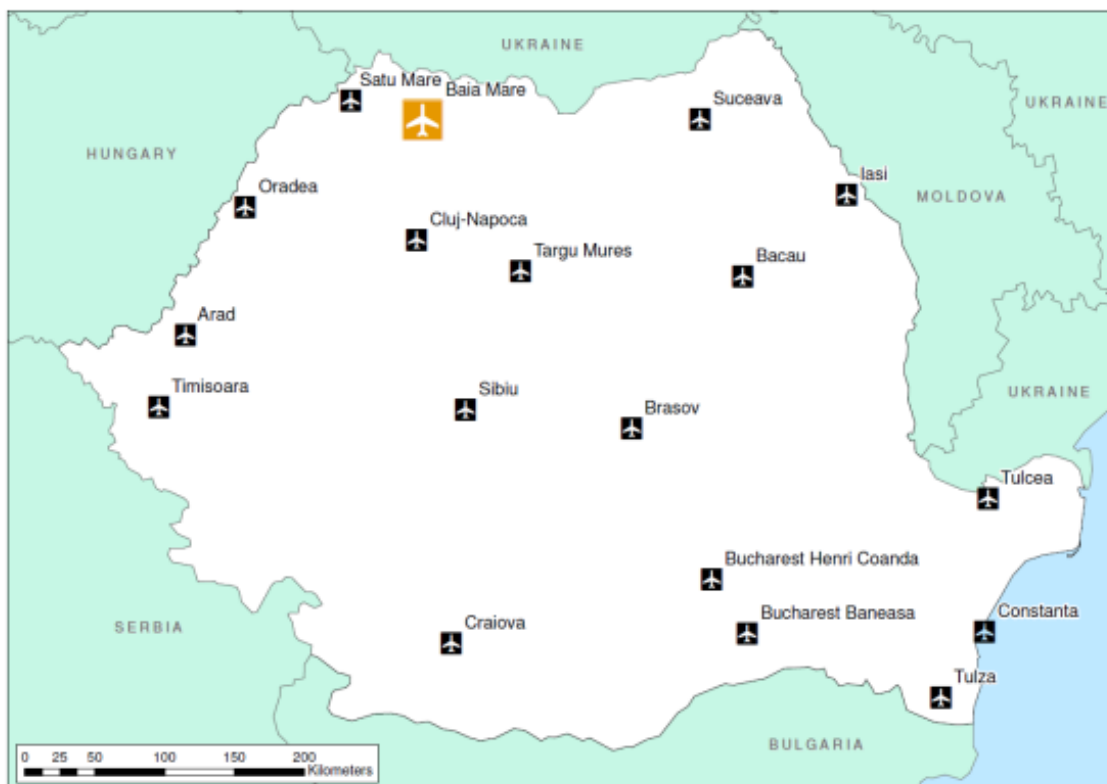 UKRAINE
Satu Mare
Baia Mare
Suceava
UKRAINE
HUNGARY
Iasi
Oradea
MOLDOVA
Cluj-Napoca
Targu Mures
Bacau
Arad
Timisoara
Sibiu
Brasov
UKRAINE
Tulcea
Bucharest Henri Coanda
Bucharest Baneasa
Constanta
SERBIA
Craiova
Tulza
BULGARIA
0 25 50 100 150 200
Kilometers